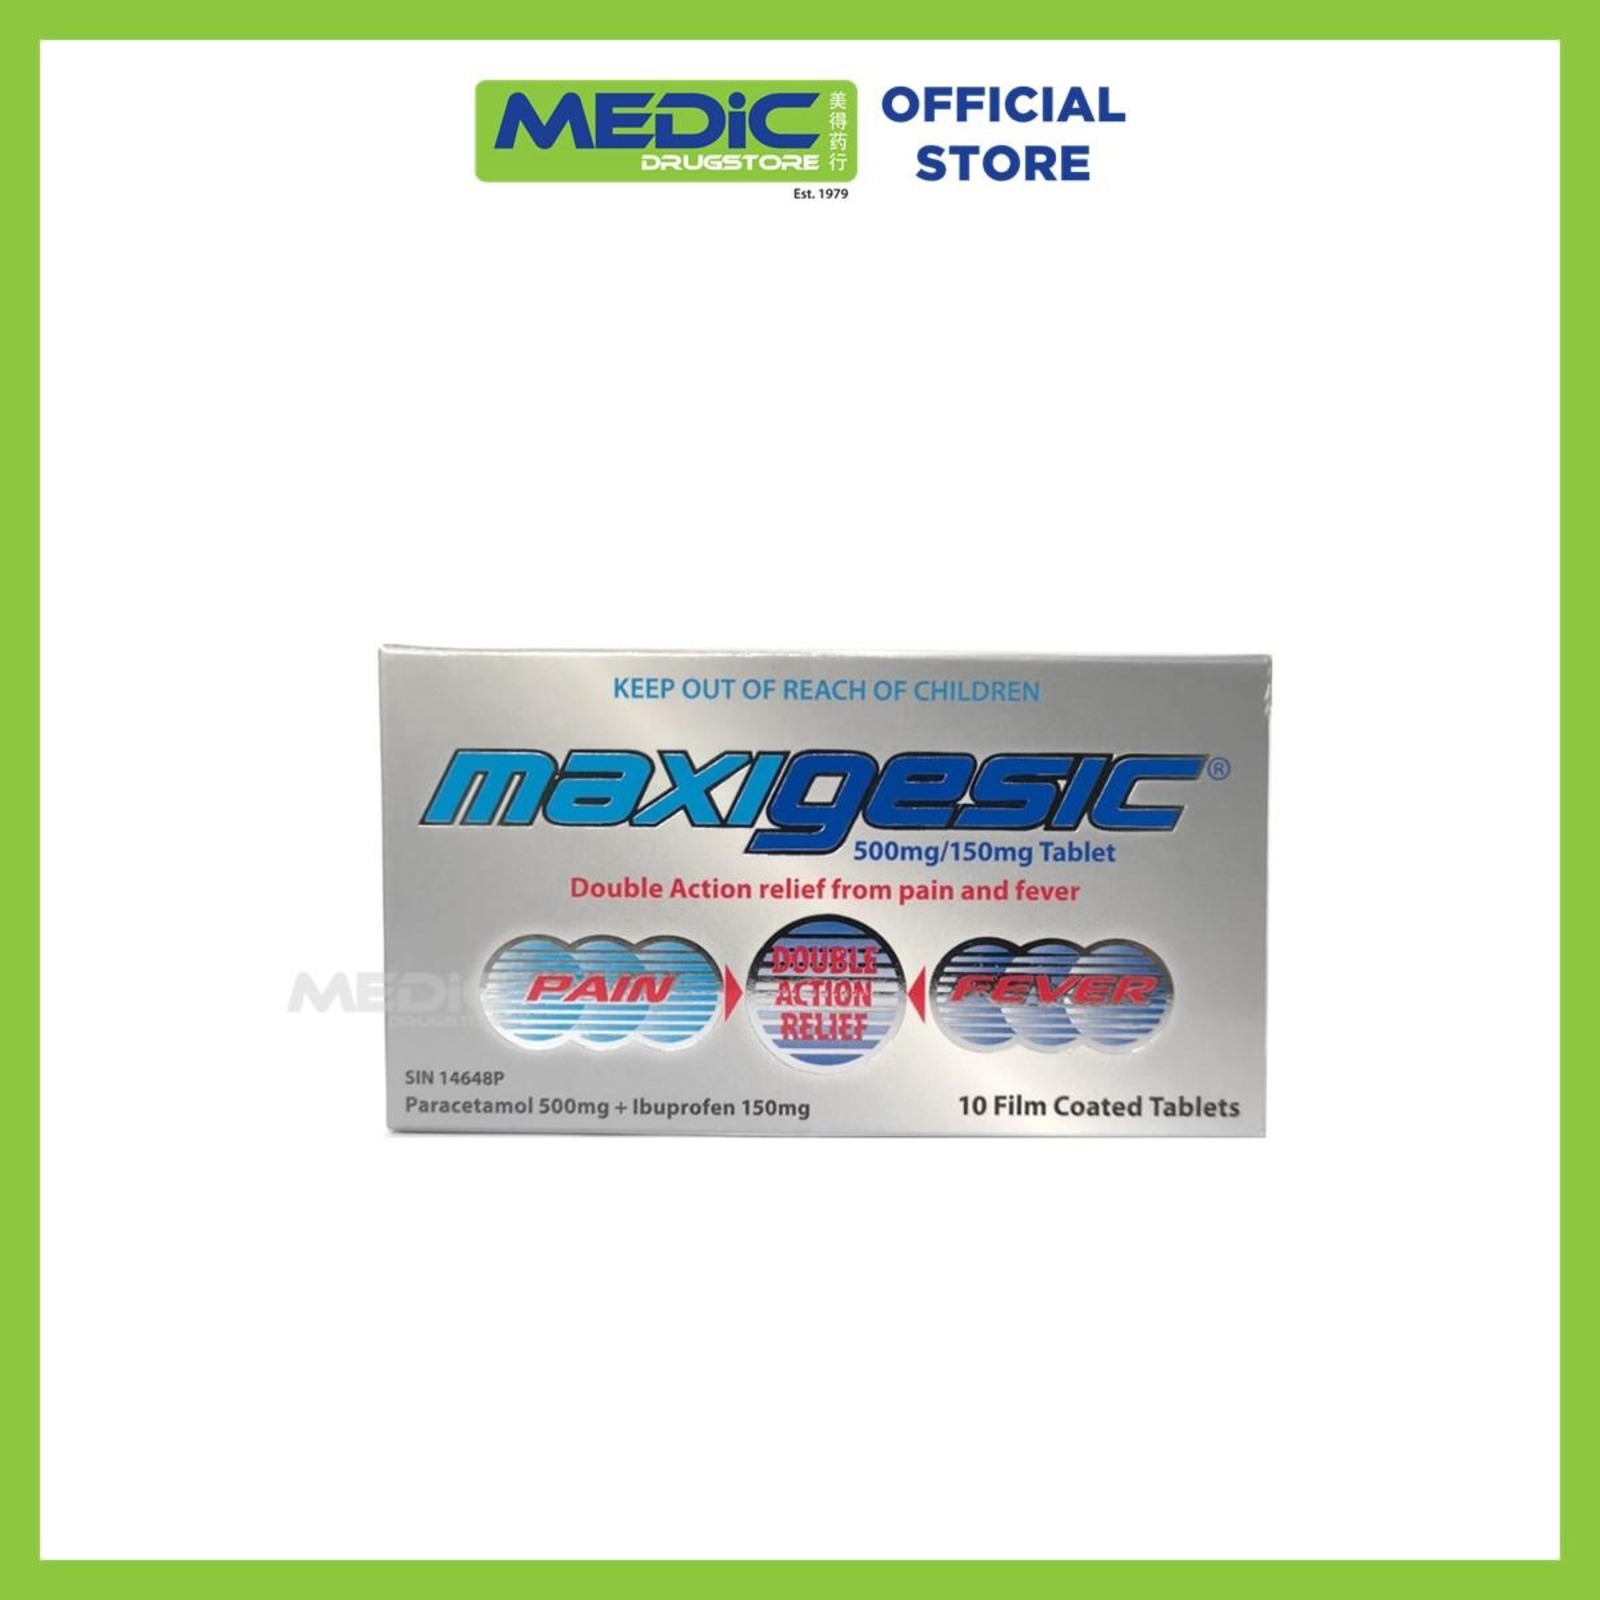 MEDiC
DRUGSTORE
美得药行
Est. 1979
OFFICIAL
STORE
KEEP OUT OF REACH OF CHILDREN
maxigesic®
500mg/150mg Tablet
Double Action relief from pain and fever
PAIN
DOUBLE
ACTION
RELIEF
FEVER
MEDiC
DRUGSTORE
SIN 14648P
Paracetamol 500mg + Ibuprofen 150mg
10 Film Coated Tablets